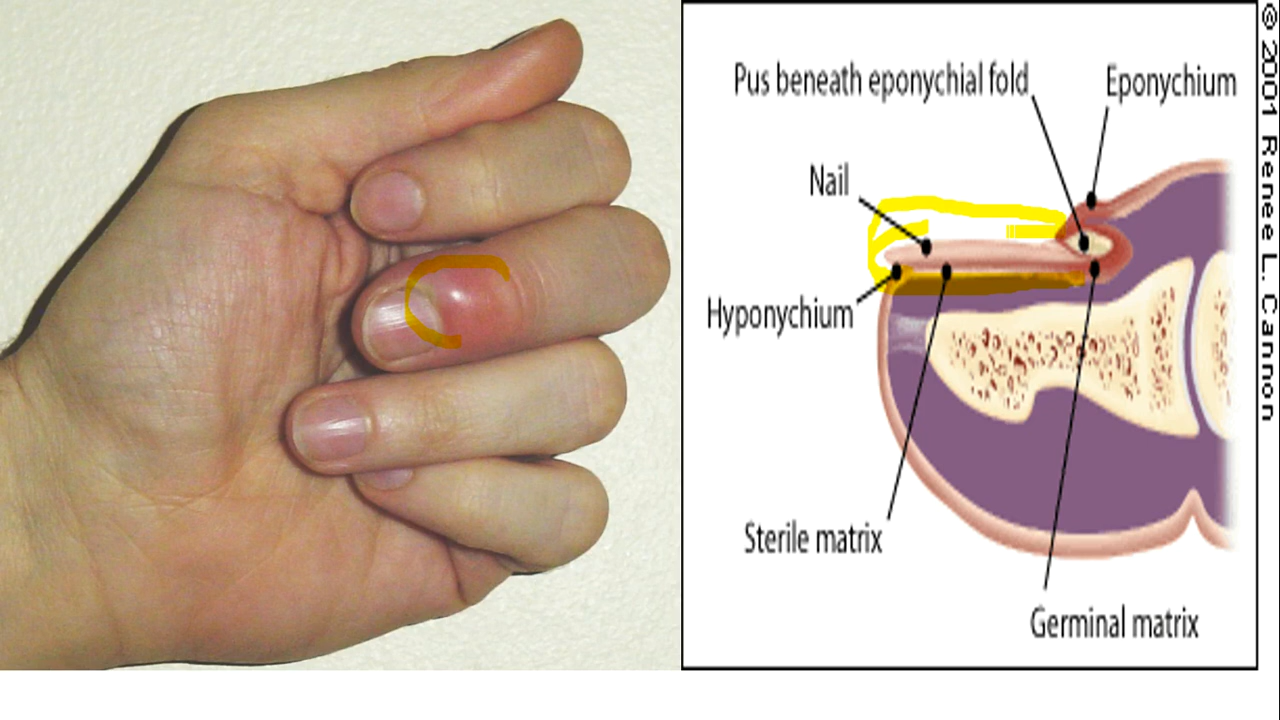 Pus beneath eponychial fold
Eponychium
Nail
Hyponychium
Sterile matrix
Germinal matrix
© 2001 Renee L. Cannon